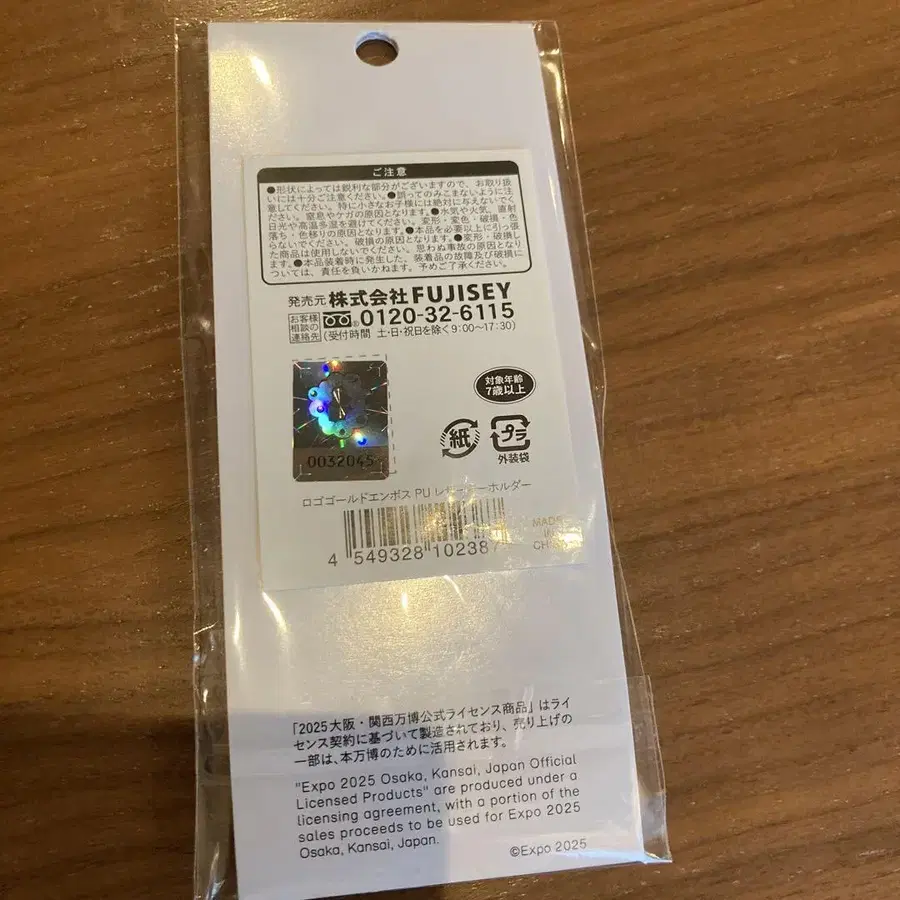 ご注意
●形状によっては鋭利な部分がございますので、お取り扱
いには十分ご注意ください。●誤ってのみこまないように注
意してください。特に小さなお子様には絶対に与えないで
ください。窒息やケガの原因となります。●水気や火気、直射
日光や高温多湿を避けてください。変形・変色・破損・色
落ち・色移りの原因となります。●本品を必要以上に引っ張
らないでください。破損の原因となります。●変形・破損し
た商品は使用しないでください。思わぬ事故の原因となり
ます。●本品装着時に発生した、装着品の故障及び破損に
ついては、責任を負いかねます。予めご了承ください。
発売元 株式会社FUJISEY
お客様
相談の
連絡先
0120-32-6115
(受付時間 土・日・祝日を除く9:00～17:30)
対象年齢
7歳以上
0032045
紙
プラ
外装袋
ロゴゴールドエンボス PU レザーキーホルダー
MADE
IN
CHINA
4 549328 10238
「2025大阪・関西万博公式ライセンス商品」はライ
センス契約に基づいて製造されており、売り上げの
一部は、本万博のために活用されます。
"Expo 2025 Osaka, Kansai, Japan Official
Licensed Products" are produced under a
licensing agreement, with a portion of the
sales proceeds to be used for Expo 2025
Osaka, Kansai, Japan.
©Expo 2025